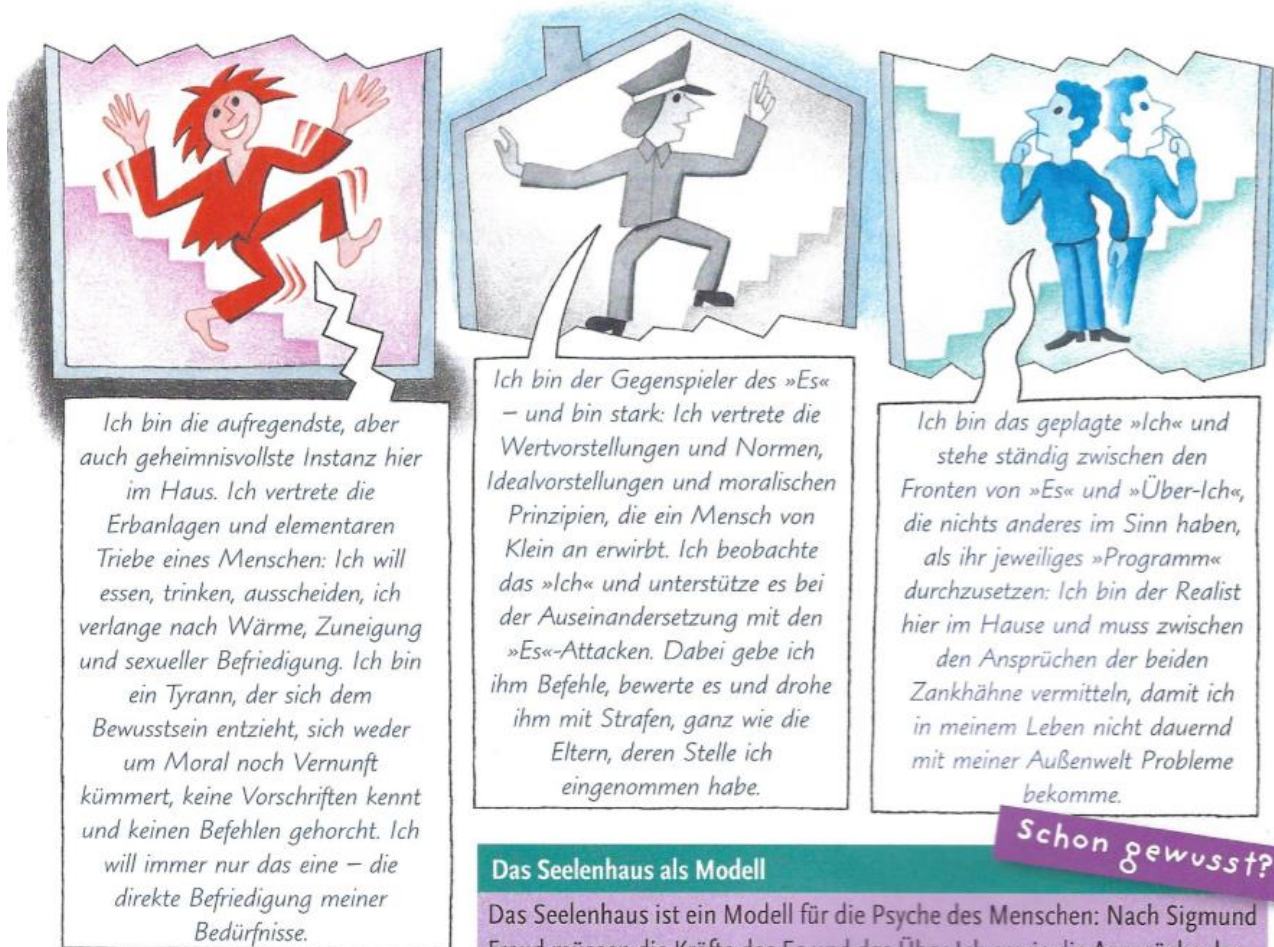 Ich bin die aufregendste, aber
auch geheimnisvollste Instanz hier
im Haus. Ich vertrete die
Erbanlagen und elementaren
Triebe eines Menschen: Ich will
essen, trinken, ausscheiden, ich
verlange nach Wärme, Zuneigung
und sexueller Befriedigung. Ich bin
ein Tyrann, der sich dem
Bewusstsein entzieht, sich weder
um Moral noch Vernunft
kümmert, keine Vorschriften kennt
und keinen Befehlen gehorcht. Ich
will immer nur das eine – die
direkte Befriedigung meiner
Bedürfnisse.
Ich bin der Gegenspieler des »Es«
– und bin stark: Ich vertrete die
Wertvorstellungen und Normen,
Idealvorstellungen und moralischen
Prinzipien, die ein Mensch von
Klein an erwirbt. Ich beobachte
das »Ich« und unterstütze es bei
der Auseinandersetzung mit den
»Es«-Attacken. Dabei gebe ich
ihm Befehle, bewerte es und drohe
ihm mit Strafen, ganz wie die
Eltern, deren Stelle ich
eingenommen habe.
Ich bin das geplagte »Ich« und
stehe ständig zwischen den
Fronten von »Es« und »Über-Ich«,
die nichts anderes im Sinn haben,
als ihr jeweiliges »Programm«
durchzusetzen: Ich bin der Realist
hier im Hause und muss zwischen
den Ansprüchen der beiden
Zankhähne vermitteln, damit ich
in meinem Leben nicht dauernd
mit meiner Außenwelt Probleme
bekomme.
Schon gewusst?
Das Seelenhaus als Modell
Das Seelenhaus ist ein Modell für die Psyche des Menschen: Nach Sigmund